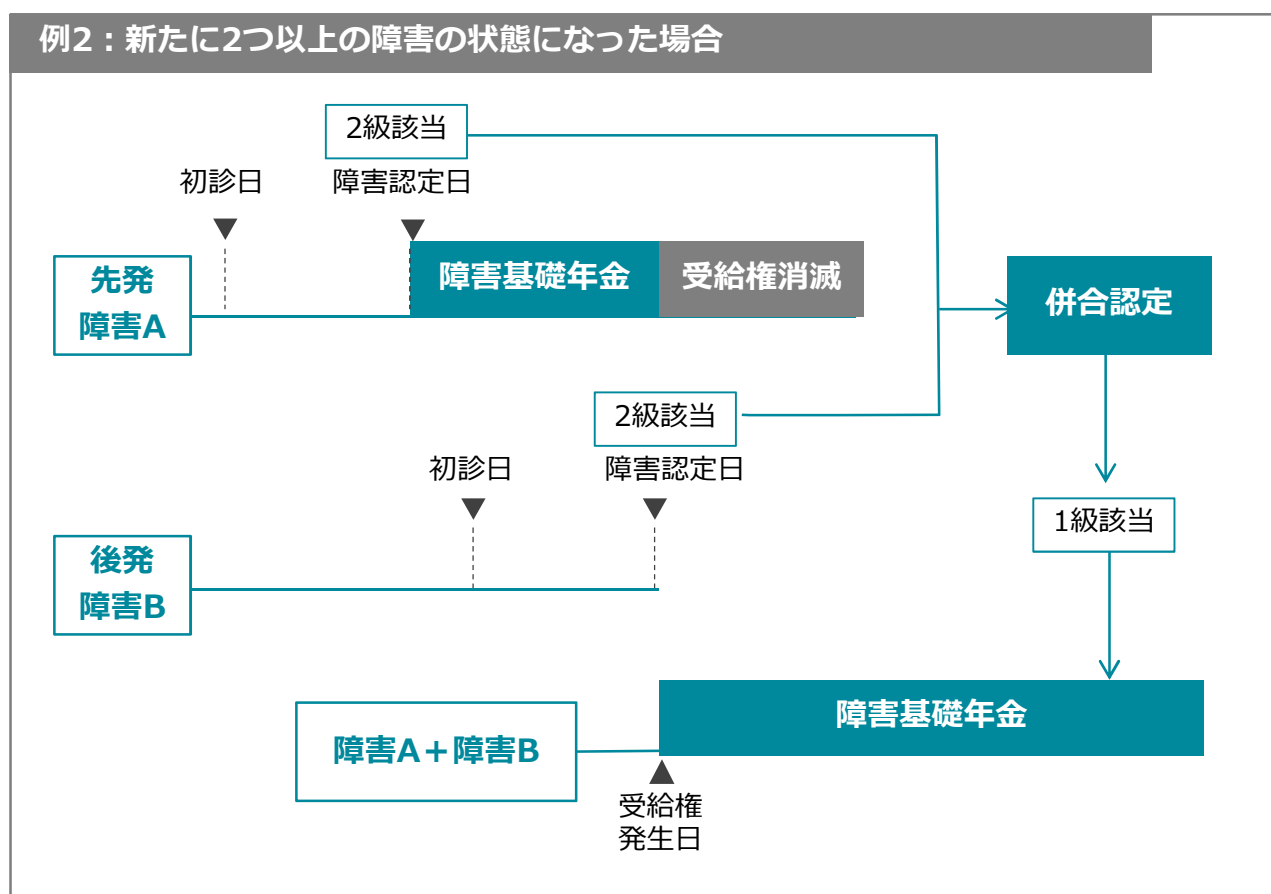 例2：新たに2つ以上の障害の状態になった場合
2級該当
初診日
障害認定日
先発
障害A
障害基礎年金
受給権消滅
併合認定
2級該当
初診日
障害認定日
1級該当
後発
障害B
障害基礎年金
障害A＋障害B
受給権
発生日